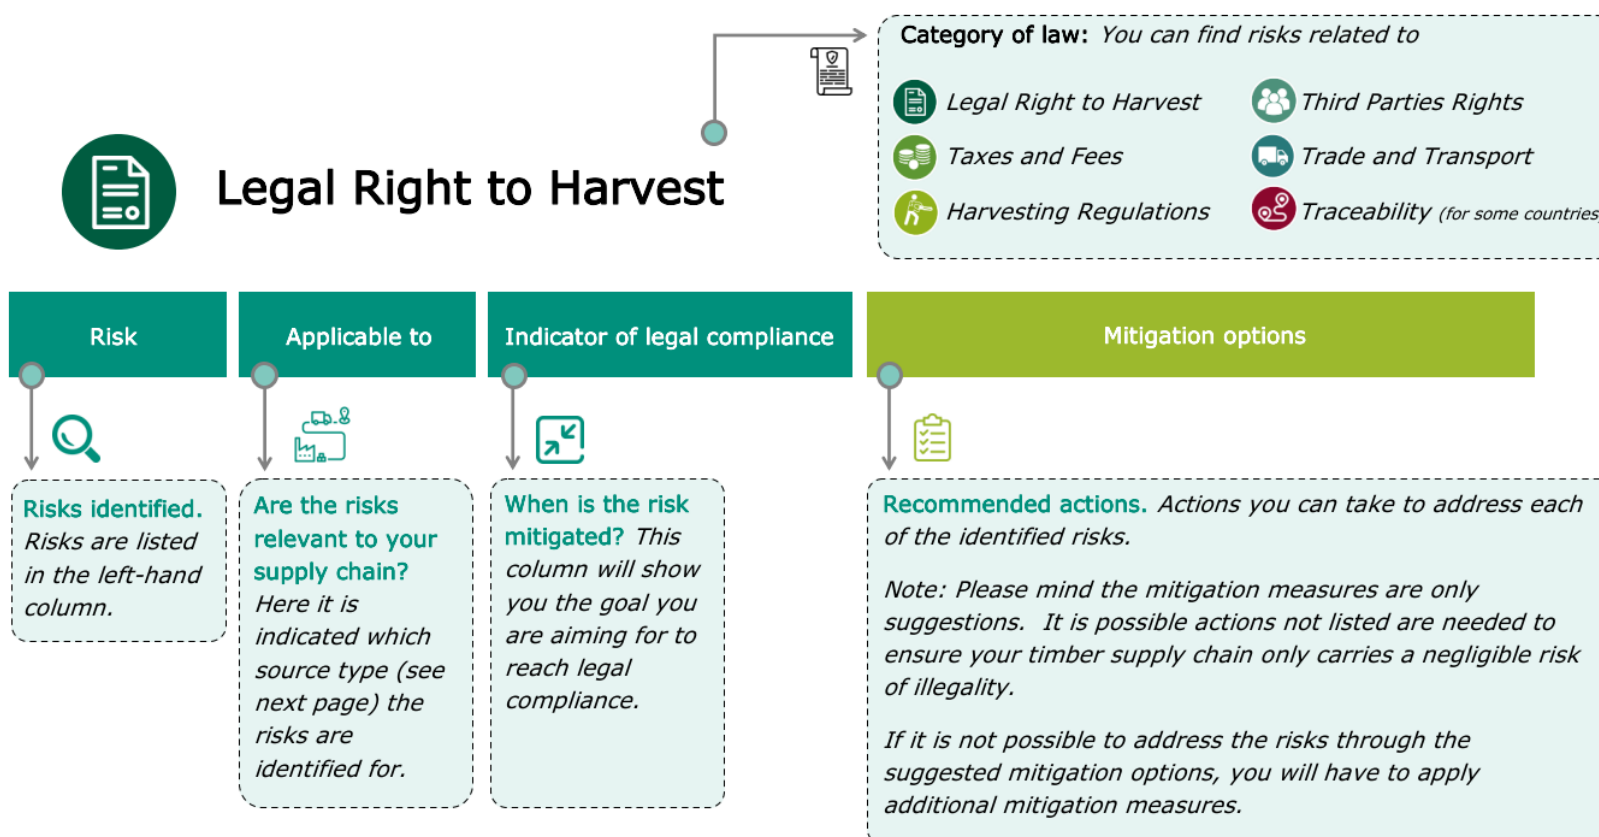 Category of law: You can find risks related to
Legal Right to Harvest
Third Parties Rights
Taxes and Fees
Trade and Transport
Harvesting Regulations
Traceability (for some countries)
Legal Right to Harvest
Risk
Applicable to
Indicator of legal compliance
Mitigation options
Risks identified.
Risks are listed
in the left-hand
column.
Are the risks
relevant to your
supply chain?
Here it is
indicated which
source type (see
next page) the
risks are
identified for.
When is the risk
mitigated? This
column will show
you the goal you
are aiming for to
reach legal
compliance.
Recommended actions. Actions you can take to address each
of the identified risks.
Note: Please mind the mitigation measures are only
suggestions.  It is possible actions not listed are needed to
ensure your timber supply chain only carries a negligible risk
of illegality.
If it is not possible to address the risks through the
suggested mitigation options, you will have to apply
additional mitigation measures.